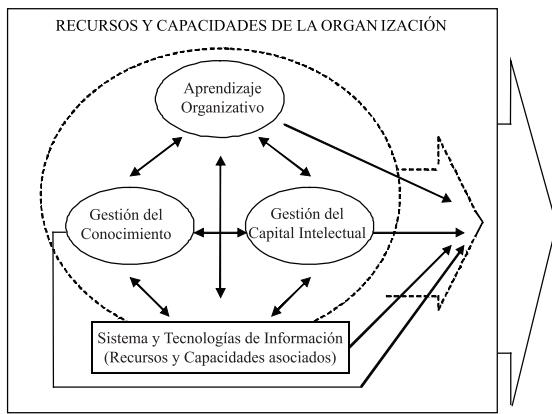 RECURSOS Y CAPACIDADES DE LA ORGAN IZACIÓN
Aprendizaje
Organizativo
Gestión del
Conocimiento
Gestión del
Capital Intelectual
Sistema y Tecnologías de Información
(Recursos y Capacidades asociados)